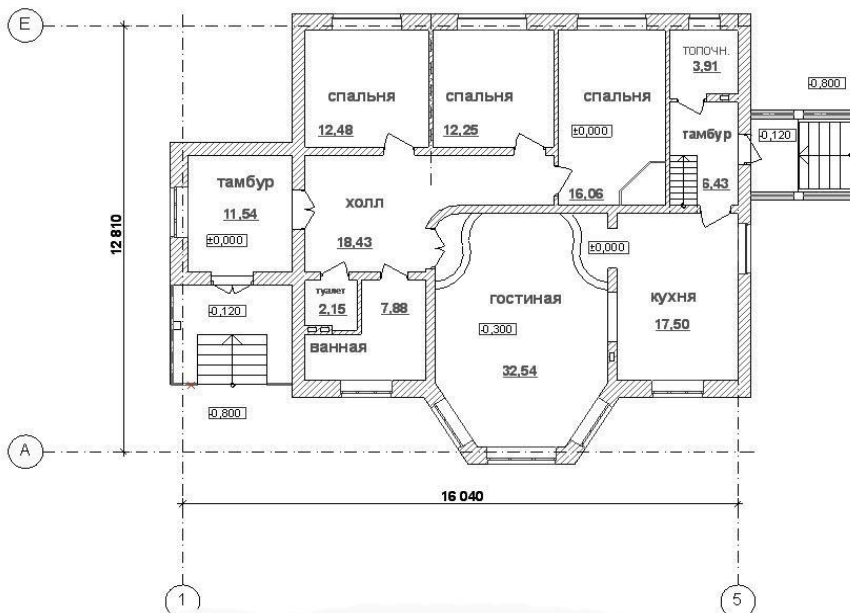 Е
топочн.
3,91
-0,800
спальня
спальня
спальня
12,48
12,25
±0,000
тамбур
-0,120
тамбур
16,06
6,43
11,54
холл
±0,000
18,43
±0,000
12 810
туалет
гостиная
кухня
-0,120
2,15
7,88
-0,300
17,50
ванная
32,54
-0,800
А
16 040
1
5